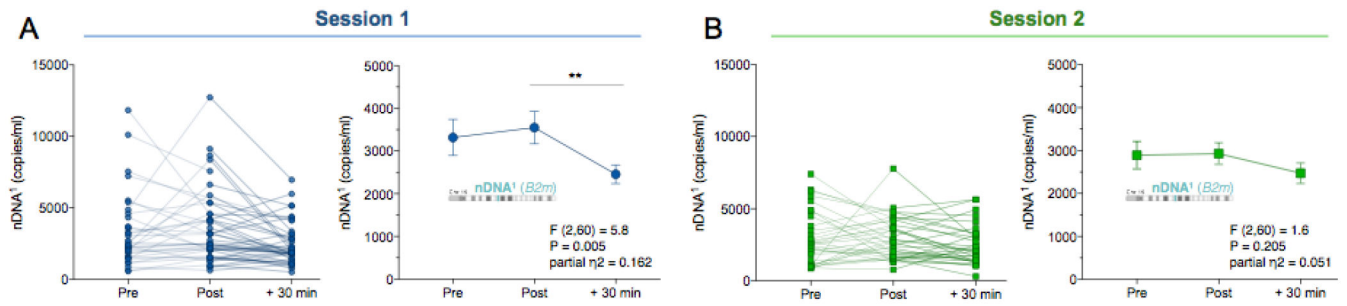 A
Session 1
15000
10000
5000
0
nDNA¹ (copies/ml)
Pre
Post
+ 30 min
5000
4000
3000
2000
1000
0
nDNA¹ (copies/ml)
**
nDNA¹ (B2m)
F (2,60) = 5.8
P = 0.005
partial η2 = 0.162
Pre
Post
+ 30 min
B
Session 2
15000
10000
5000
0
nDNA¹ (copies/ml)
Pre
Post
+ 30 min
5000
4000
3000
2000
1000
0
nDNA¹ (copies/ml)
nDNA¹ (B2m)
F (2,60) = 1.6
P = 0.205
partial η2 = 0.051
Pre
Post
+ 30 min